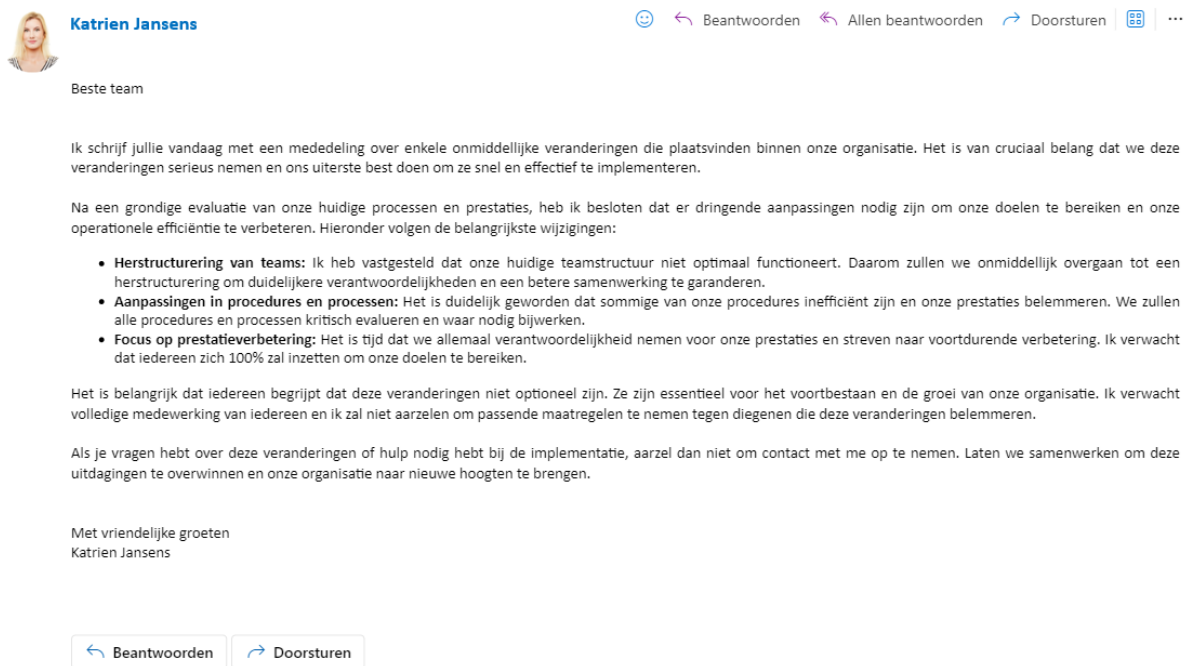 Katrien Jansens
Beantwoorden Allen beantwoorden Doorsturen
Beste team
Ik schrijf jullie vandaag met een mededeling over enkele onmiddellijke veranderingen die plaatsvinden binnen onze organisatie. Het is van cruciaal belang dat we deze
veranderingen serieus nemen en ons uiterste best doen om ze snel en effectief te implementeren.
Na een grondige evaluatie van onze huidige processen en prestaties, heb ik besloten dat er dringende aanpassingen nodig zijn om onze doelen te bereiken en onze
operationele efficiëntie te verbeteren. Hieronder volgen de belangrijkste wijzigingen:
• Herstructurering van teams: Ik heb vastgesteld dat onze huidige teamstructuur niet optimaal functioneert. Daarom zullen we onmiddellijk overgaan tot een
herstructurering om duidelijkere verantwoordelijkheden en een betere samenwerking te garanderen.
• Aanpassingen in procedures en processen: Het is duidelijk geworden dat sommige van onze procedures inefficiënt zijn en onze prestaties belemmeren. We zullen
alle procedures en processen kritisch evalueren en waar nodig bijwerken.
• Focus op prestatieverbetering: Het is tijd dat we allemaal verantwoordelijkheid nemen voor onze prestaties en streven naar voortdurende verbetering. Ik verwacht
dat iedereen zich 100% zal inzetten om onze doelen te bereiken.
Het is belangrijk dat iedereen begrijpt dat deze veranderingen niet optioneel zijn. Ze zijn essentieel voor het voortbestaan en de groei van onze organisatie. Ik verwacht
volledige medewerking van iedereen en ik zal niet aarzelen om passende maatregelen te nemen tegen diegenen die deze veranderingen belemmeren.
Als je vragen hebt over deze veranderingen of hulp nodig hebt bij de implementatie, aarzel dan niet om contact met me op te nemen. Laten we samenwerken om deze
uitdagingen te overwinnen en onze organisatie naar nieuwe hoogten te brengen.
Met vriendelijke groeten
Katrien Jansens
Beantwoorden Doorsturen